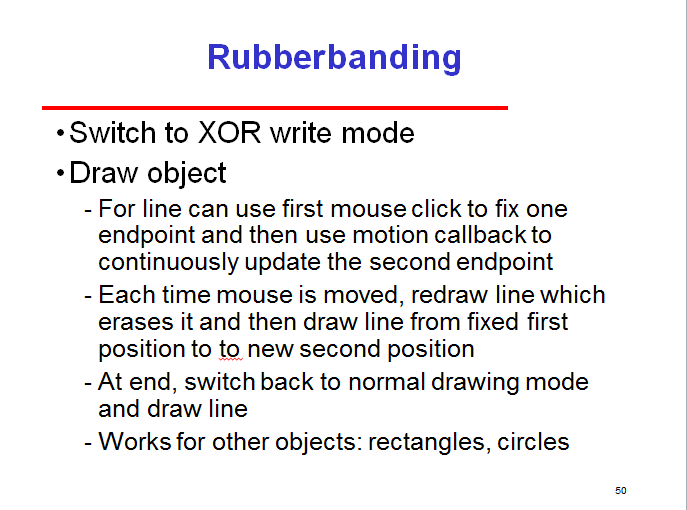 Rubberbanding
•Switch to XOR write mode
•Draw object
- For line can use first mouse click to fix one
endpoint and then use motion callback to
continuously update the second endpoint
- Each time mouse is moved, redraw line which
erases it and then draw line from fixed first
position to to new second position
- At end, switch back to normal drawing mode
and draw line
- Works for other objects: rectangles, circles
50